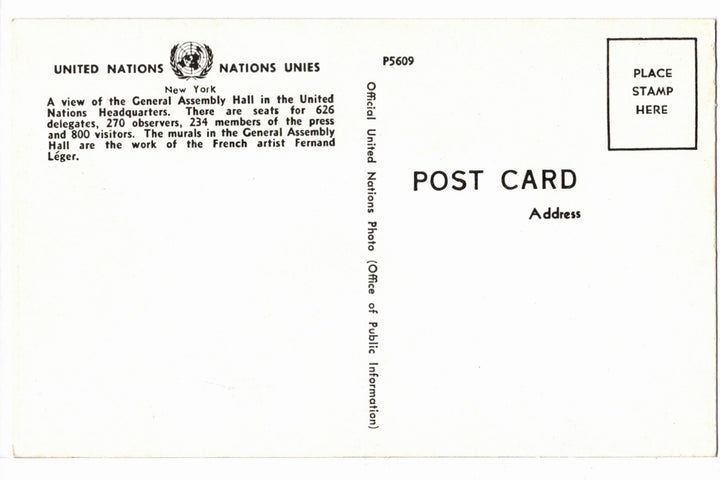 UNITED NATIONS NATIONS UNIES
New York
A view of the General Assembly Hall in the United
Nations Headquarters. There are seats for 626
delegates, 270 observers, 234 members of the press
and 800 visitors. The murals in the General Assembly
Hall are the work of the French artist Fernand
Léger.
Official United Nations Photo (Office of Public Information)
P5609
PLACE
STAMP
HERE
POST CARD
Address